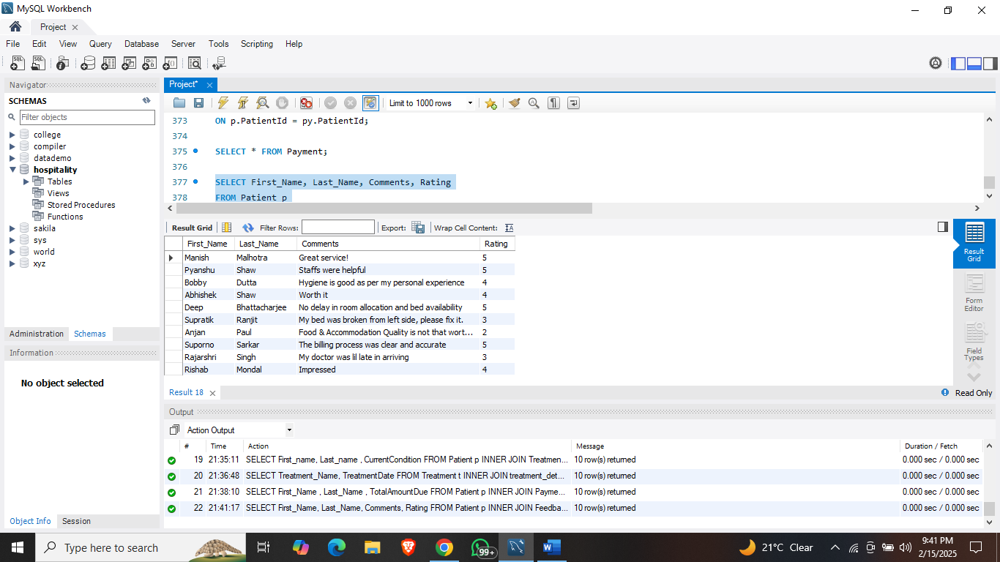 MySQL Workbench
Project
File Edit View Query Database Server Tools Scripting Help
Navigator
SCHEMAS
Filter objects
college
compiler
datademo
hospitality
Tables
Views
Stored Procedures
Functions
sakila
sys
world
xyz
Administration Schemas
Information
No object selected
Object Info Session
Project*
Limit to 1000 rows
373 ON p.PatientId = py.PatientId;
374
375 SELECT * FROM Payment;
376
377 SELECT First_Name, Last_Name, Comments, Rating
378 FROM Patient p
Result Grid Filter Rows: Export: Wrap Cell Content:
First_Name Last_Name Comments Rating
Manish Malhotra Great service! 5
Pyanshu Shaw Staffs were helpful 5
Bobby Dutta Hygiene is good as per my personal experience 4
Abhishek Shaw Worth it 4
Deep Bhattacharjee No delay in room allocation and bed availability 5
Supratik Ranjit My bed was broken from left side, please fix it. 3
Anjan Paul Food & Accommodation Quality is not that wort... 2
Suporno Sarkar The billing process was clear and accurate 5
Rajarshri Singh My doctor was lil late in arriving 3
Rishab Mondal Impressed 4
Result Grid
Form Editor
Field Types
Result 18
Read Only
Output
Action Output
# Time Action Message Duration / Fetch
19 21:35:11 SELECT First_name, Last_name , CurrentCondition FROM Patient p INNER JOIN Treatmen... 10 row(s) returned 0.000 sec / 0.000 sec
20 21:36:48 SELECT Treatment_Name, TreatmentDate FROM Treatment t INNER JOIN treatment_det... 10 row(s) returned 0.000 sec / 0.000 sec
21 21:38:10 SELECT First_Name , Last_Name , TotalAmountDue FROM Patient p INNER JOIN Payme... 10 row(s) returned 0.000 sec / 0.000 sec
22 21:41:17 SELECT First_Name, Last_Name, Comments, Rating FROM Patient p INNER JOIN Feedba... 10 row(s) returned 0.000 sec / 0.000 sec
Type here to search
99+
21°C Clear
9:41 PM
2/15/2025